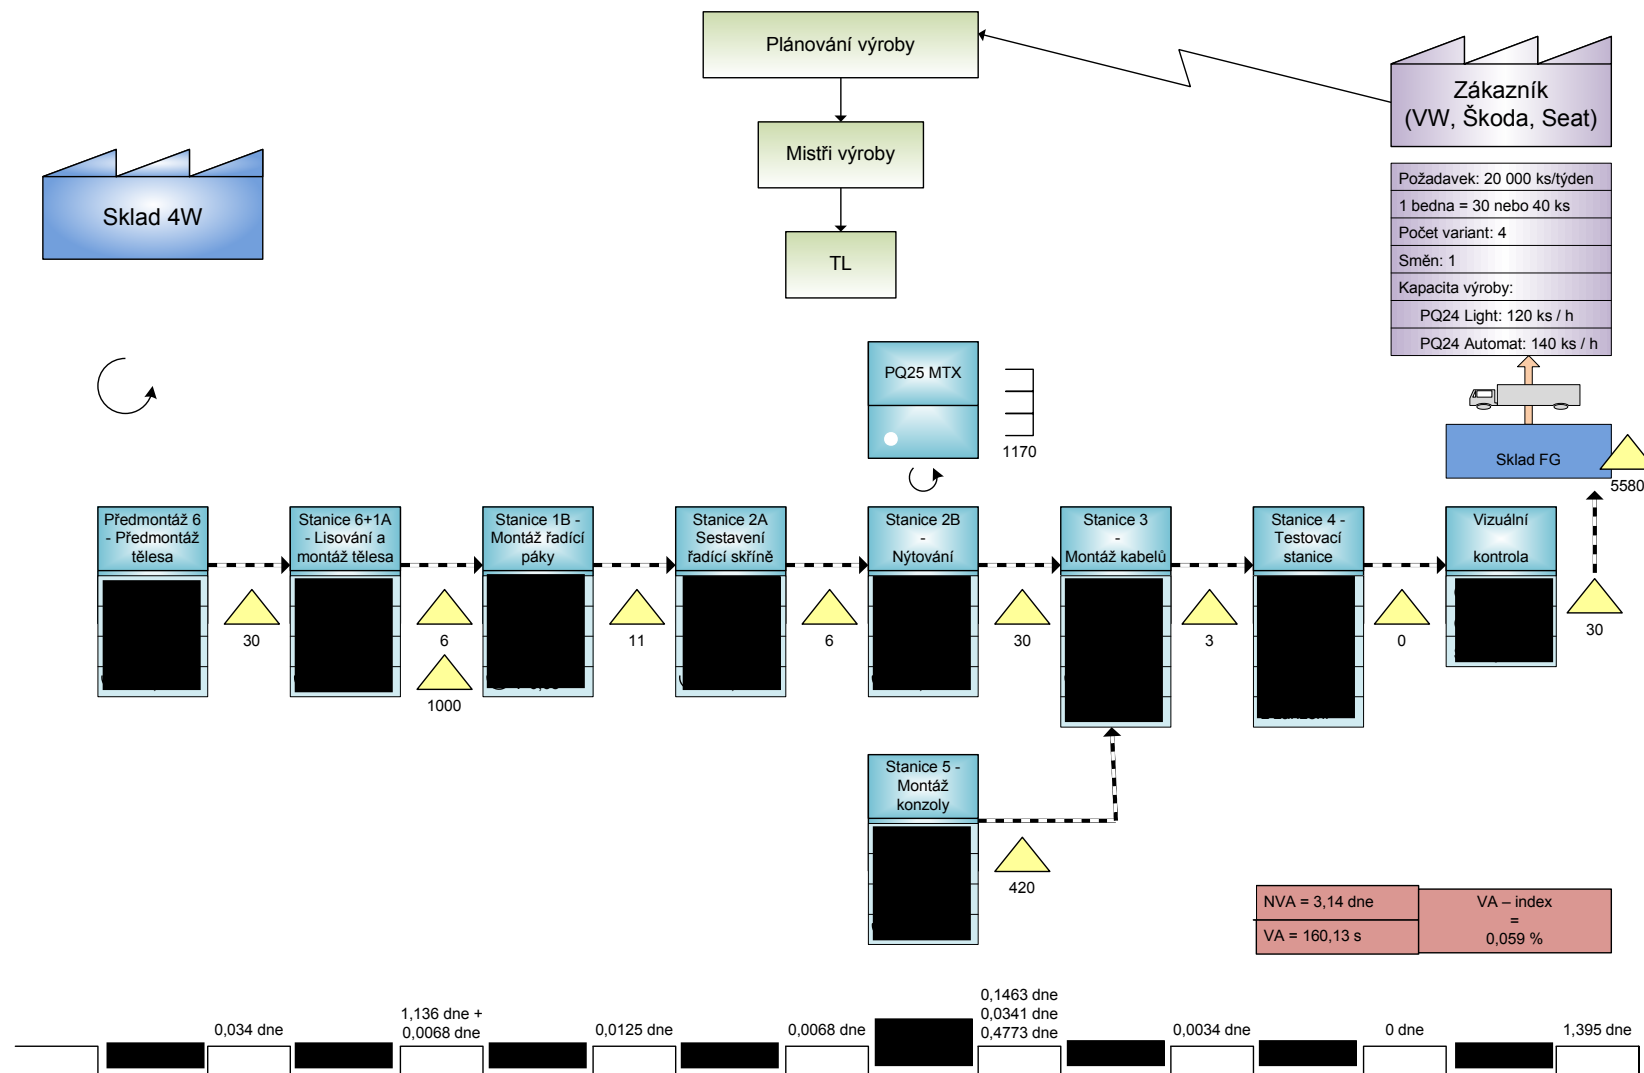 Plánování výroby
Zákazník
(VW, Škoda, Seat)
Mistři výroby
Sklad 4W
TL
Požadavek: 20 000 ks/týden
1 bedna = 30 nebo 40 ks
Počet variant: 4
Směn: 1
Kapacita výroby:
PQ24 Light: 120 ks / h
PQ24 Automat: 140 ks / h
PQ25 MTX
1170
Sklad FG
5580
Předmontáž 6
- Předmontáž
tělesa
Stanice 6+1A
- Lisování a
montáž tělesa
Stanice 1B -
Montáž řadící
páky
Stanice 2A
Sestavení
řadící skříně
Stanice 2B
-
Nýtování
Stanice 3
-
Montáž kabelů
Stanice 4 -
Testovací
stanice
Vizuální
kontrola
30
6
1000
11
6
30
3
0
30
Stanice 5 -
Montáž
konzoly
420
NVA = 3,14 dne
VA = 160,13 s
VA – index
=
0,059 %
0,034 dne
1,136 dne +
0,0068 dne
0,0125 dne
0,0068 dne
0,1463 dne
0,0341 dne
0,4773 dne
0,0034 dne
0 dne
1,395 dne